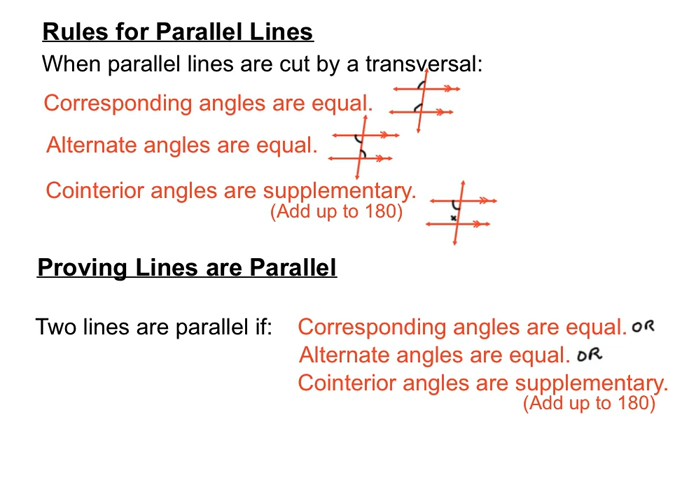 Rules for Parallel Lines
When parallel lines are cut by a transversal:
Corresponding angles are equal.
Alternate angles are equal.
Cointerior angles are supplementary.
(Add up to 180)
x
Proving Lines are Parallel
Two lines are parallel if: Corresponding angles are equal. OR
Alternate angles are equal. OR
Cointerior angles are supplementary.
(Add up to 180)